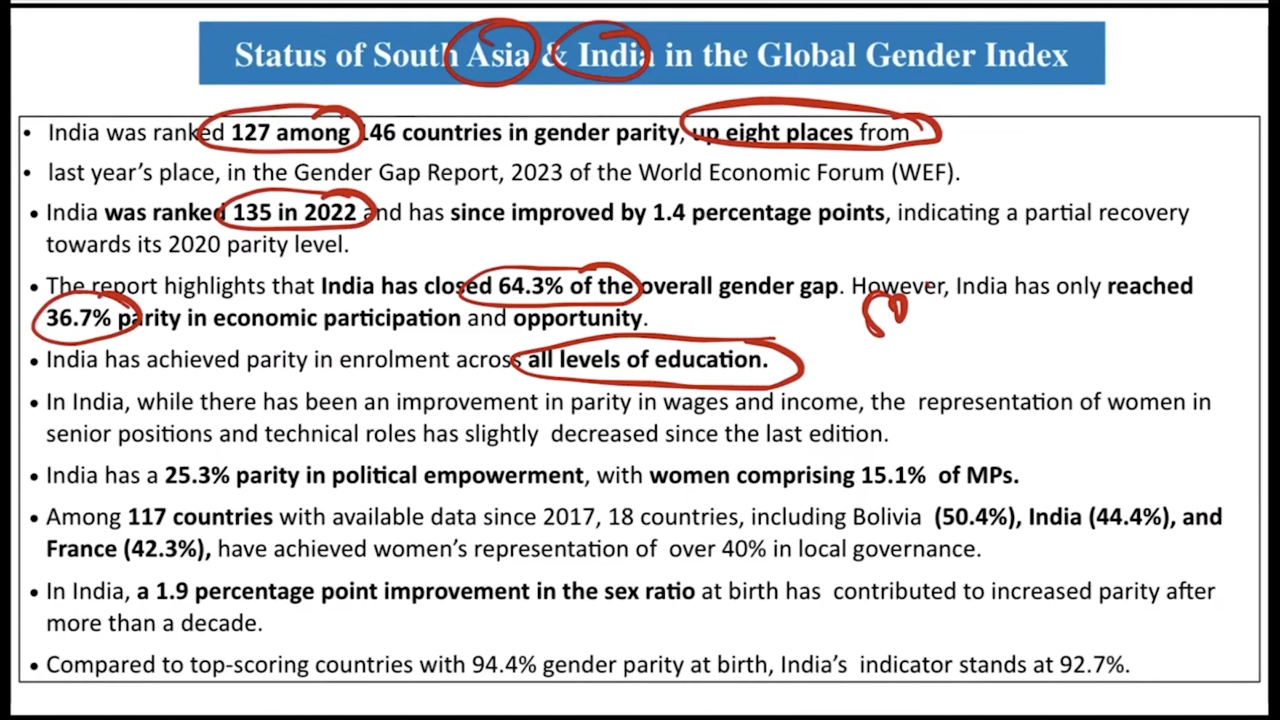 Status of South Asia & India in the Global Gender Index
• India was ranked 127 among 146 countries in gender parity, up eight places from
• last year's place, in the Gender Gap Report, 2023 of the World Economic Forum (WEF).
• India was ranked 135 in 2022 and has since improved by 1.4 percentage points, indicating a partial recovery
towards its 2020 parity level.
• The report highlights that India has closed 64.3% of the overall gender gap. However, India has only reached
36.7% parity in economic participation and opportunity.
• India has achieved parity in enrolment across all levels of education.
• In India, while there has been an improvement in parity in wages and income, the representation of women in
senior positions and technical roles has slightly decreased since the last edition.
• India has a 25.3% parity in political empowerment, with women comprising 15.1% of MPs.
• Among 117 countries with available data since 2017, 18 countries, including Bolivia (50.4%), India (44.4%), and
France (42.3%), have achieved women's representation of over 40% in local governance.
• In India, a 1.9 percentage point improvement in the sex ratio at birth has contributed to increased parity after
more than a decade.
• Compared to top-scoring countries with 94.4% gender parity at birth, India's indicator stands at 92.7%.